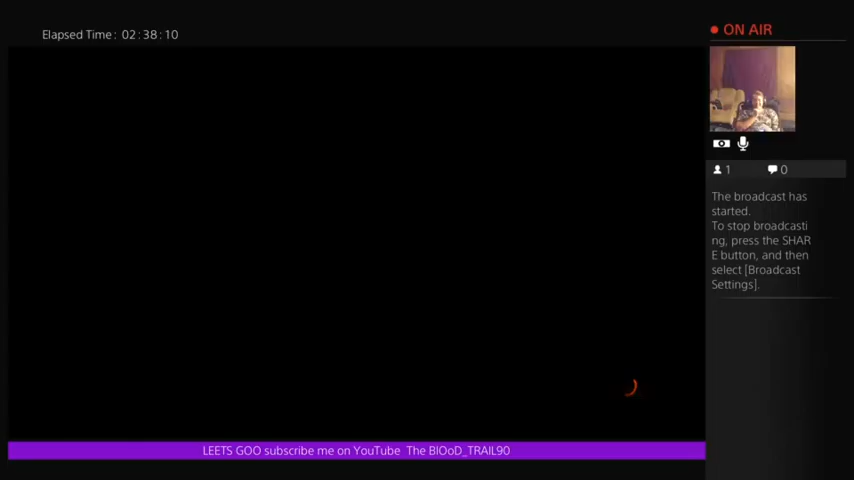 Elapsed Time: 02:38:10
ON AIR
1 0
The broadcast has
started.
To stop broadcasti
ng, press the SHAR
E button, and then
select [Broadcast
Settings].
LEETS GOO subscribe me on YouTube The BlOoD_TRAIL90